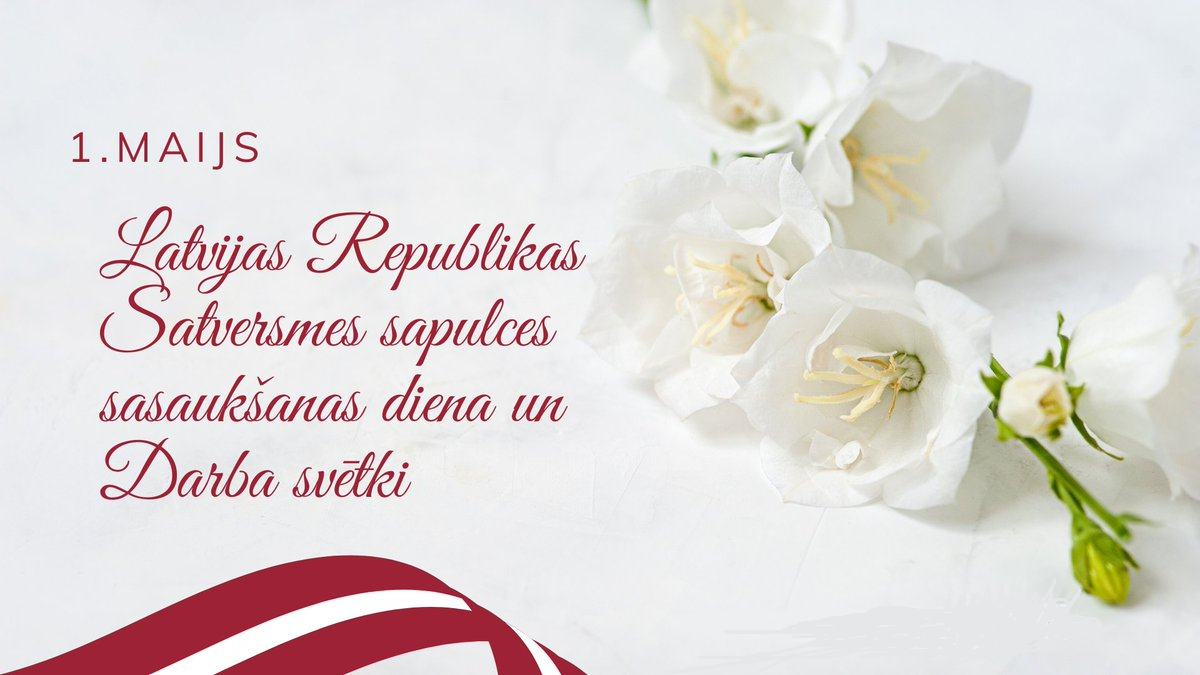 1.MAIJS
Latvijas Republikas
Satversmes sapulces
sasaukšanas diena un
Darba svētki